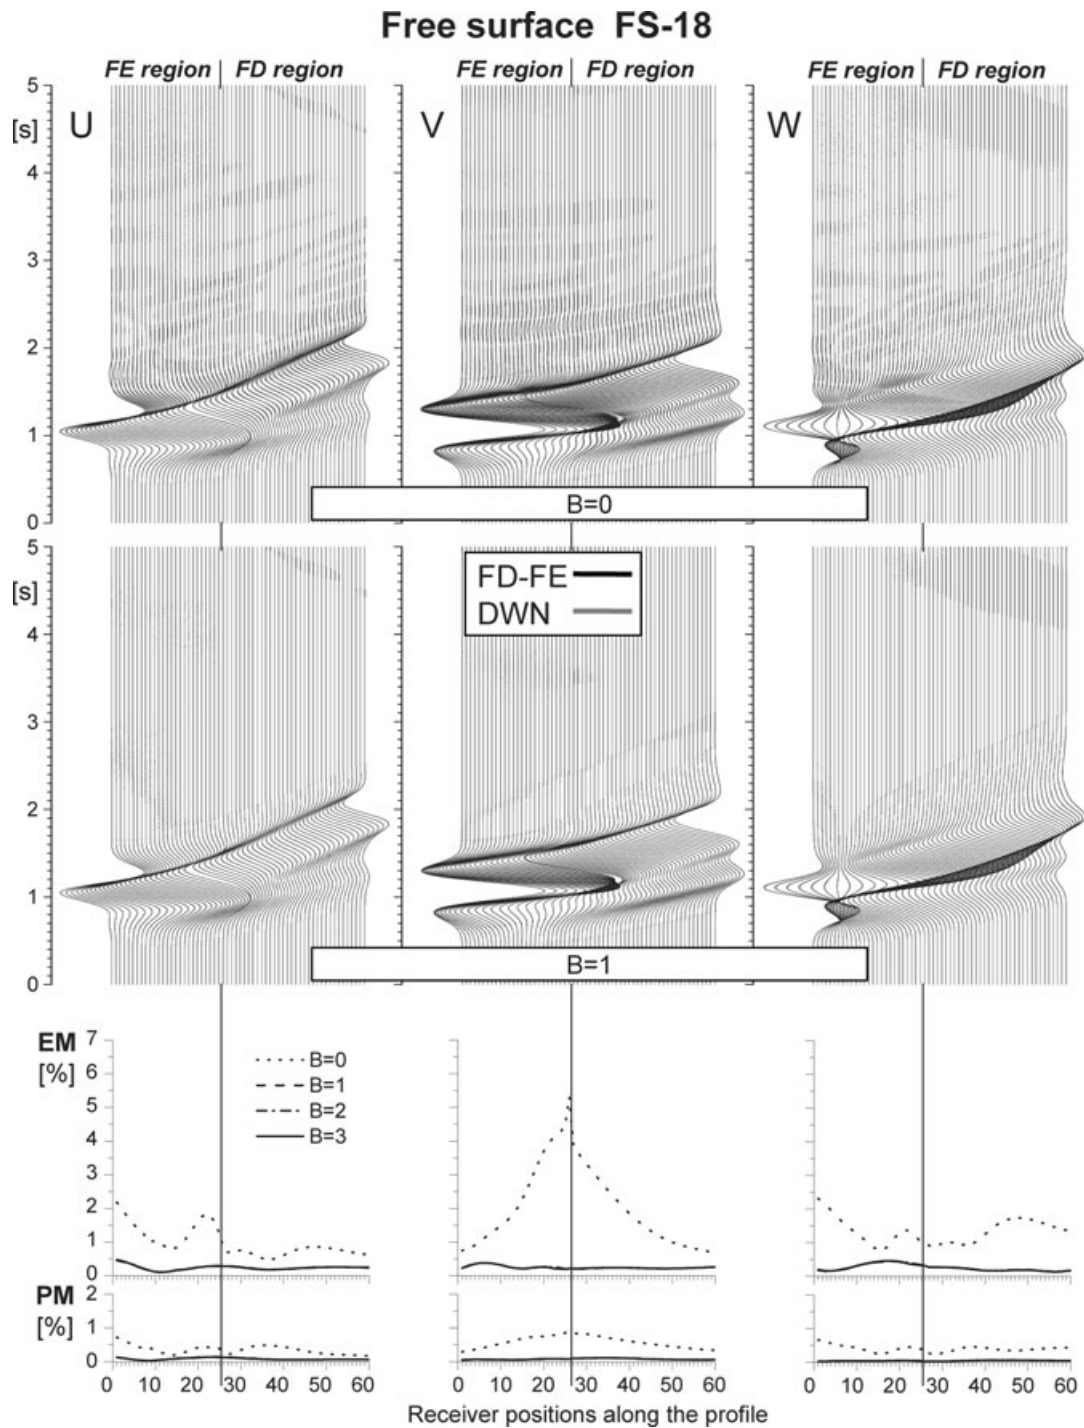 Free surface FS-18
FE region FD region FE region FD region FE region FD region
5
[s] U V W
4
3
2
1
0
B=0
5
[s]
FD-FE
DWN
4
3
2
1
0
B=1
EM 7
[%] 6
5
4
3
2
1
0
B=0
B=1
B=2
B=3
PM 2
[%] 1
0
0 10 20 30 40 50 60 0 10 20 30 40 50 60 0 10 20 30 40 50 60
Receiver positions along the profile